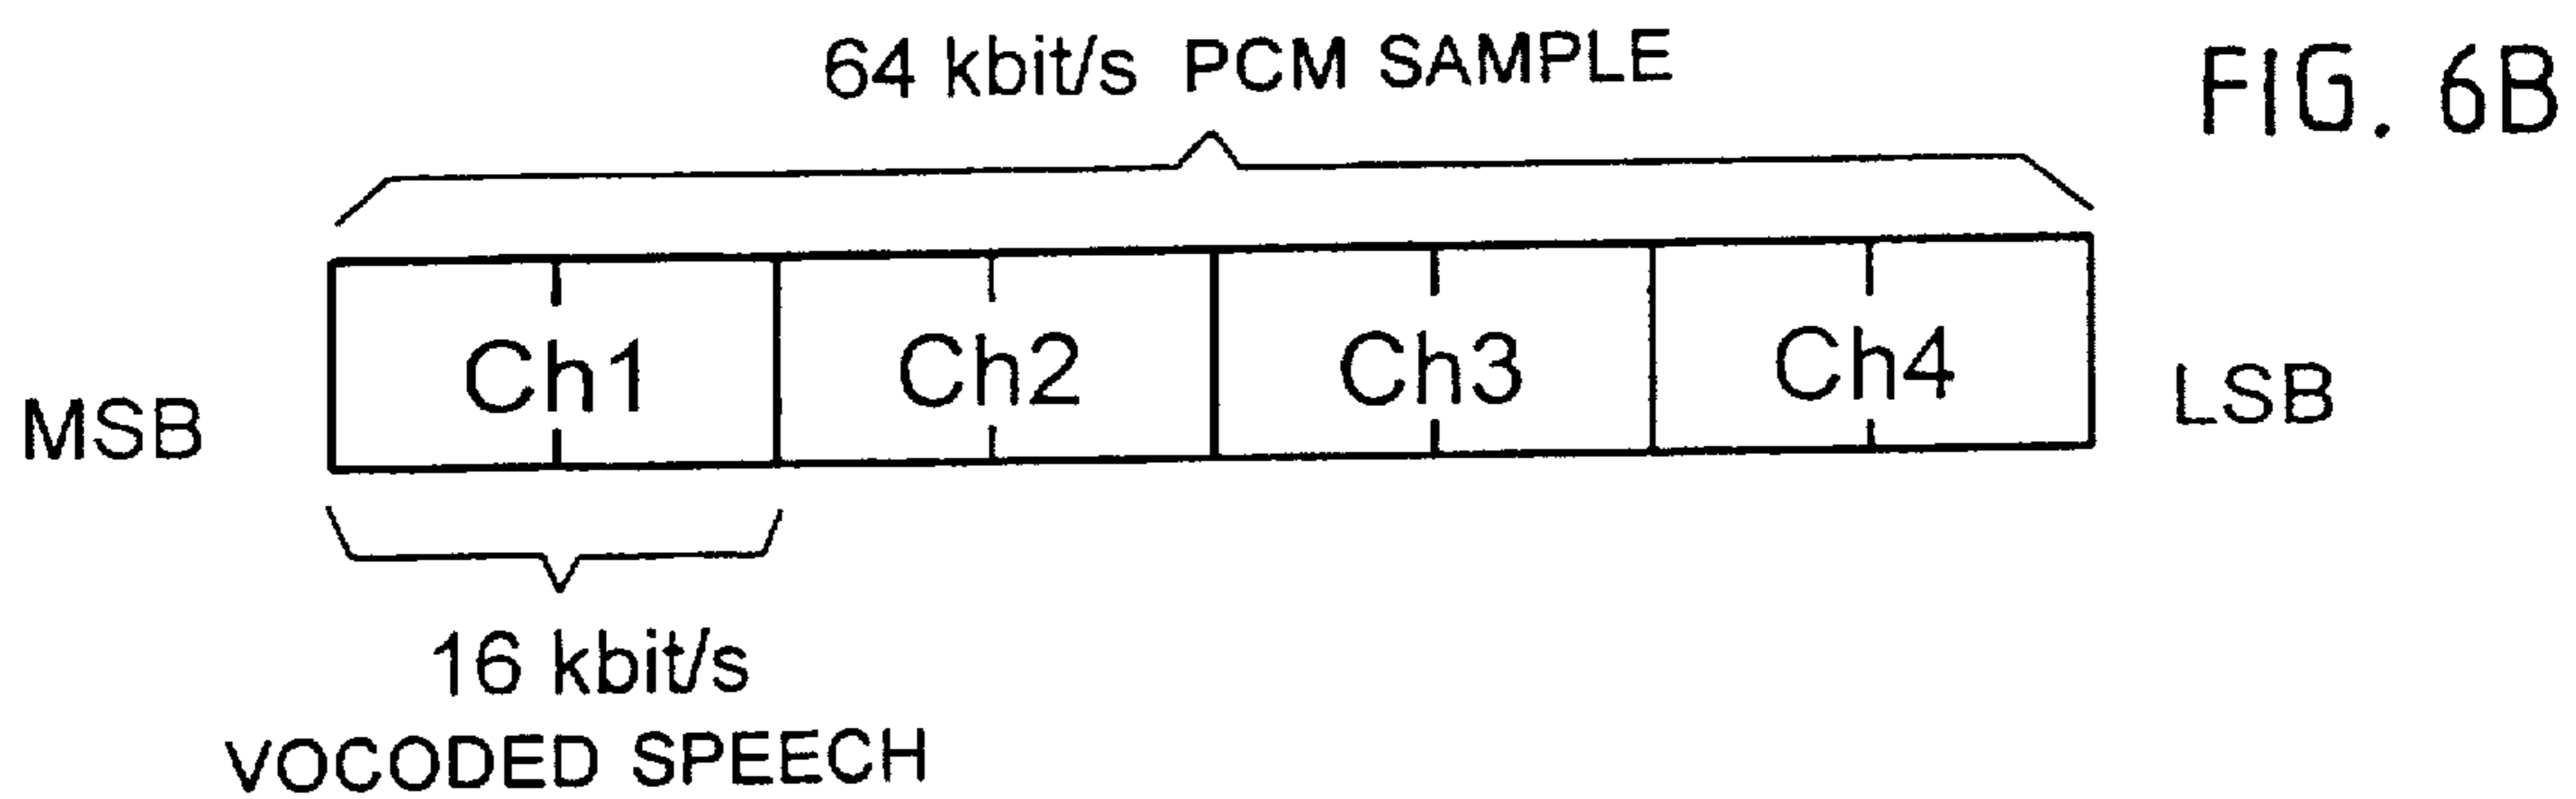 64 kbit/s PCM SAMPLE
FIG. 6B
MSB
Ch1
Ch2
Ch3
Ch4
LSB
16 kbit/s
VOCODED SPEECH